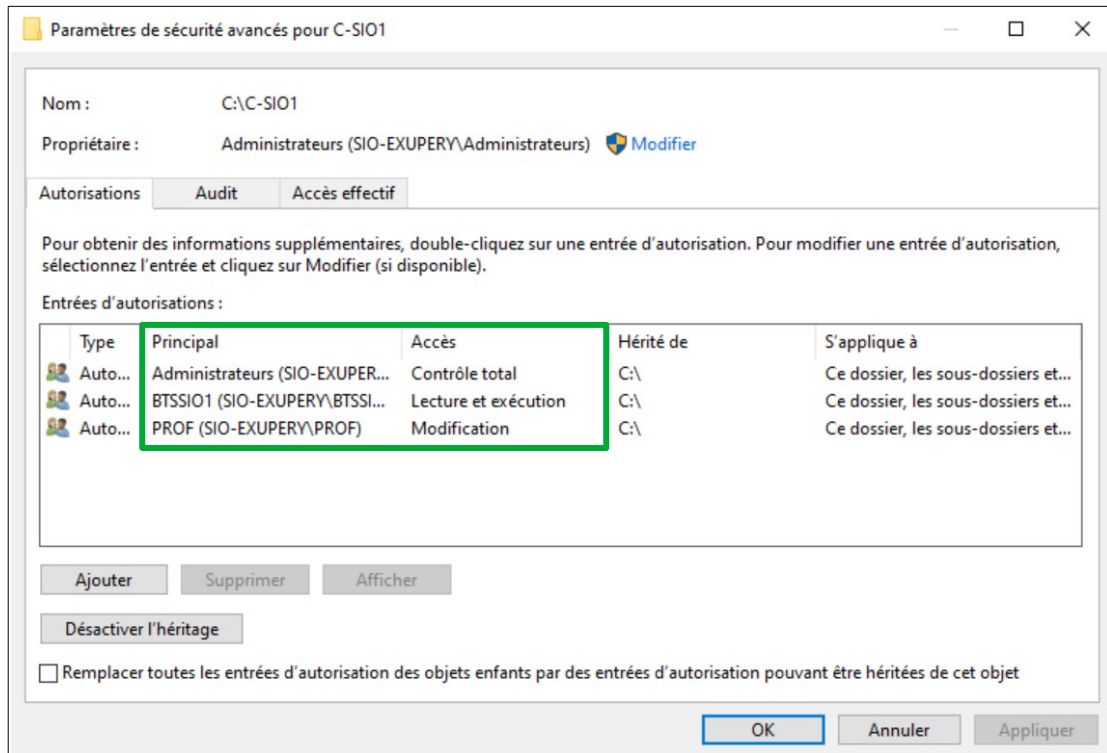 Paramètres de sécurité avancés pour C-SIO1
Nom : C:\C-SIO1
Propriétaire : Administrateurs (SIO-EXUPERY\Administrateurs) Modifier
Autorisations Audit Accès effectif
Pour obtenir des informations supplémentaires, double-cliquez sur une entrée d'autorisation. Pour modifier une entrée d'autorisation,
sélectionnez l'entrée et cliquez sur Modifier (si disponible).
Entrées d'autorisations :
Type Principal Accès Hérité de S'applique à
Auto... Administrateurs (SIO-EXUPER... Contrôle total C:\ Ce dossier, les sous-dossiers et...
Auto... BTSSIO1 (SIO-EXUPERY\BTSSI... Lecture et exécution C:\ Ce dossier, les sous-dossiers et...
Auto... PROF (SIO-EXUPERY\PROF) Modification C:\ Ce dossier, les sous-dossiers et...
Ajouter Supprimer Afficher
Désactiver l'héritage
Remplacer toutes les entrées d'autorisation des objets enfants par des entrées d'autorisation pouvant être héritées de cet objet
OK Annuler Appliquer